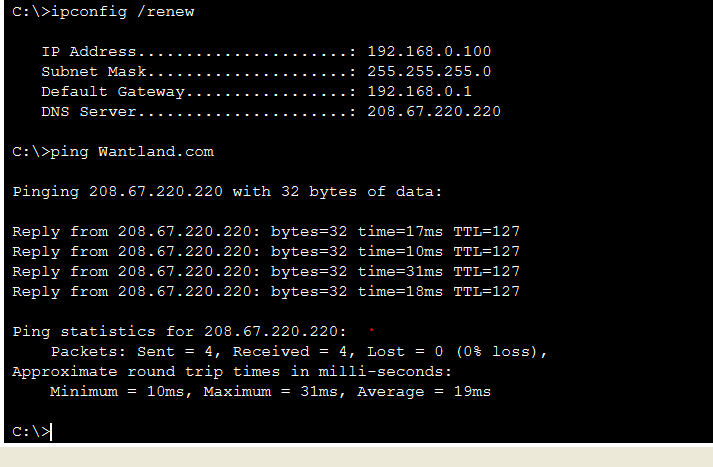 C:\>ipconfig /renew
IP Address......................: 192.168.0.100
Subnet Mask.....................: 255.255.255.0
Default Gateway.................: 192.168.0.1
DNS Server......................: 208.67.220.220
C:\>ping Wantland.com
Pinging 208.67.220.220 with 32 bytes of data:
Reply from 208.67.220.220: bytes=32 time=17ms TTL=127
Reply from 208.67.220.220: bytes=32 time=10ms TTL=127
Reply from 208.67.220.220: bytes=32 time=31ms TTL=127
Reply from 208.67.220.220: bytes=32 time=18ms TTL=127
Ping statistics for 208.67.220.220:
Packets: Sent = 4, Received = 4, Lost = 0 (0% loss),
Approximate round trip times in milli-seconds:
Minimum = 10ms, Maximum = 31ms, Average = 19ms
C:\>